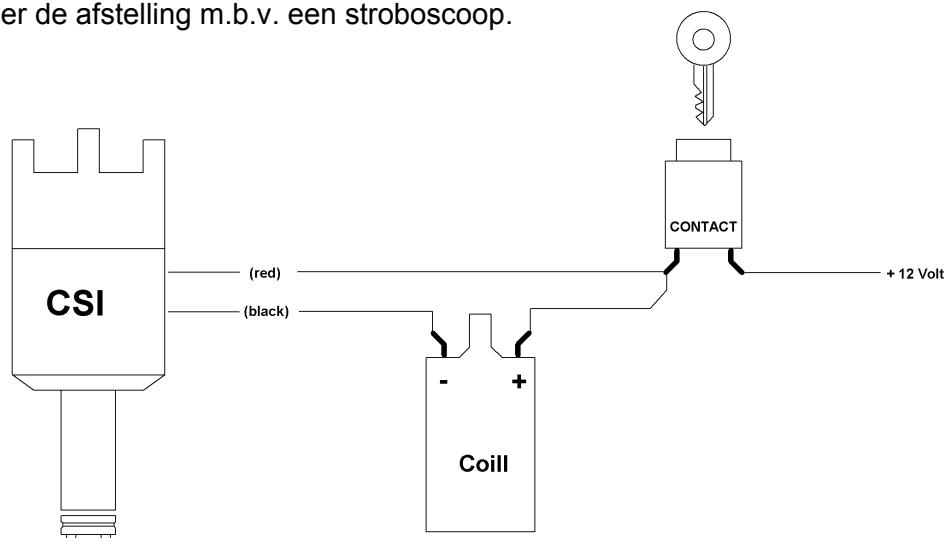 er de afstelling m.b.v. een stroboscoop.
CONTACT
(red)
+ 12 Volt
CSI
(black)
- +
Coill